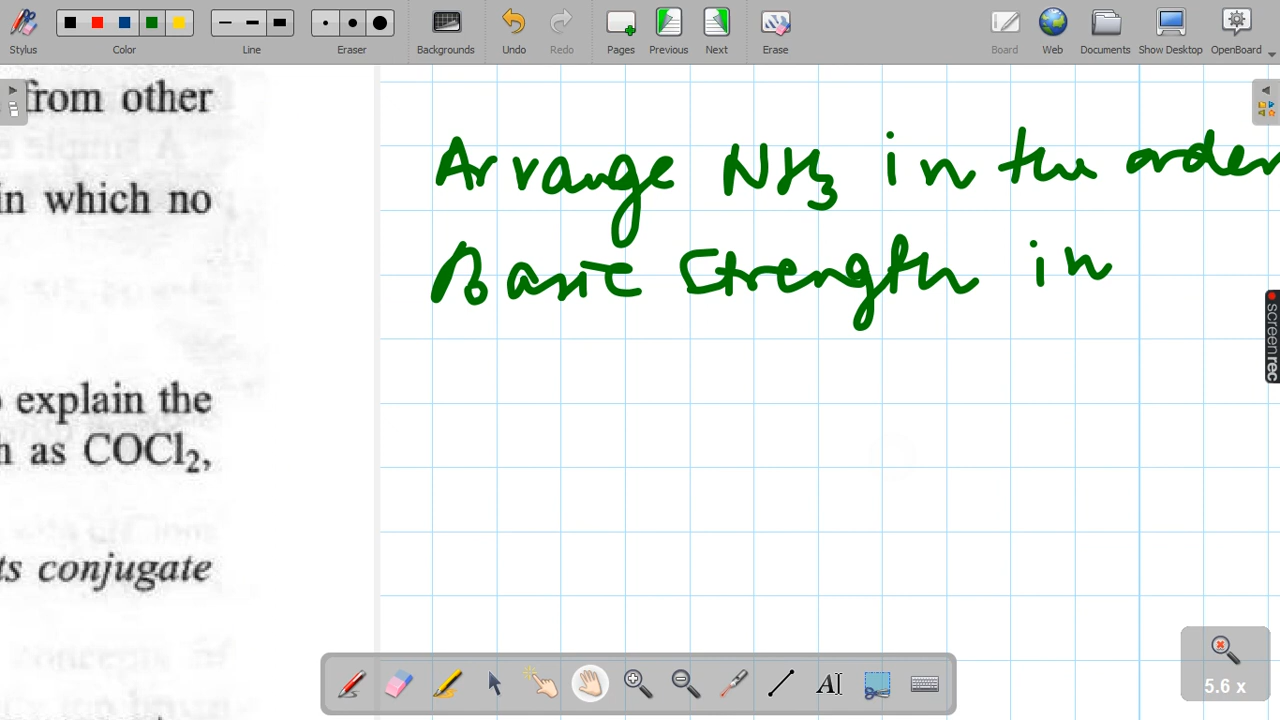 Stylus
Color
Line
Eraser
Backgrounds
Undo
Redo
Pages
Previous
Next
Erase
Board
Web
Documents
Show Desktop
OpenBoard
from other
in which no
explain the
as COCl₂,
ts conjugate
Arrange NH3 in the order
Basic Strength in
screenrec
5.6 x